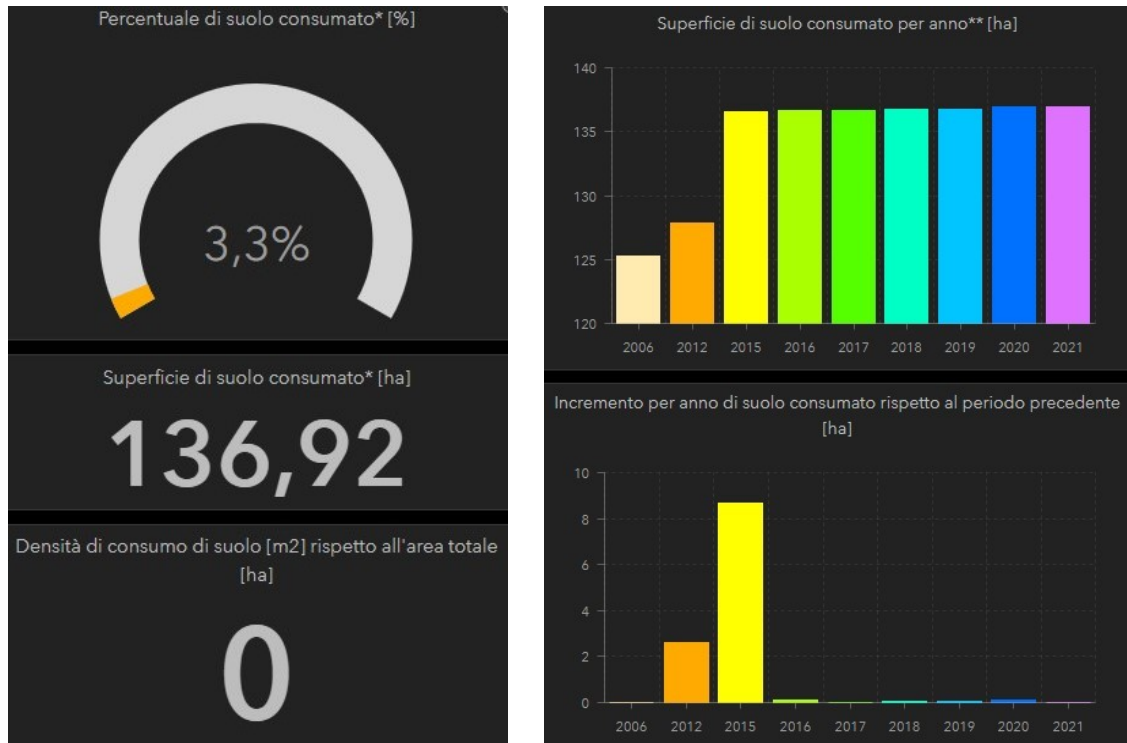 Percentuale di suolo consumato* [%]
3,3%
Superficie di suolo consumato* [ha]
136,92
Densità di consumo di suolo [m2] rispetto all'area totale
[ha]
0
Superficie di suolo consumato per anno** [ha]
140
135
130
125
120
2006 2012 2015 2016 2017 2018 2019 2020 2021
Incremento per anno di suolo consumato rispetto al periodo precedente
[ha]
10
8
6
4
2
0
2006 2012 2015 2016 2017 2018 2019 2020 2021